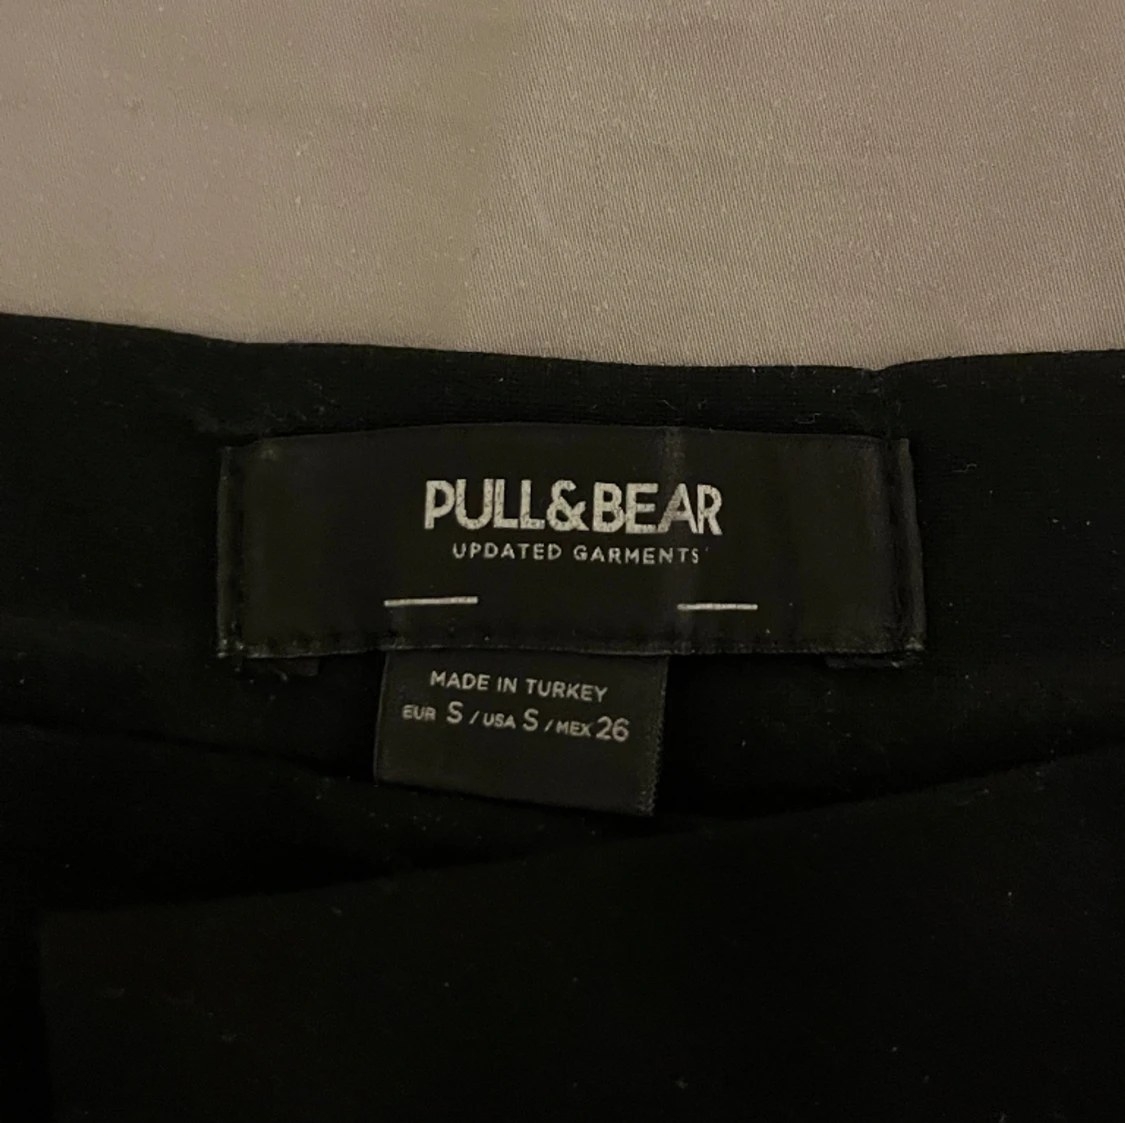 PULL&BEAR
UPDATED GARMENTS
MADE IN TURKEY
EUR S / USA S / MEX 26